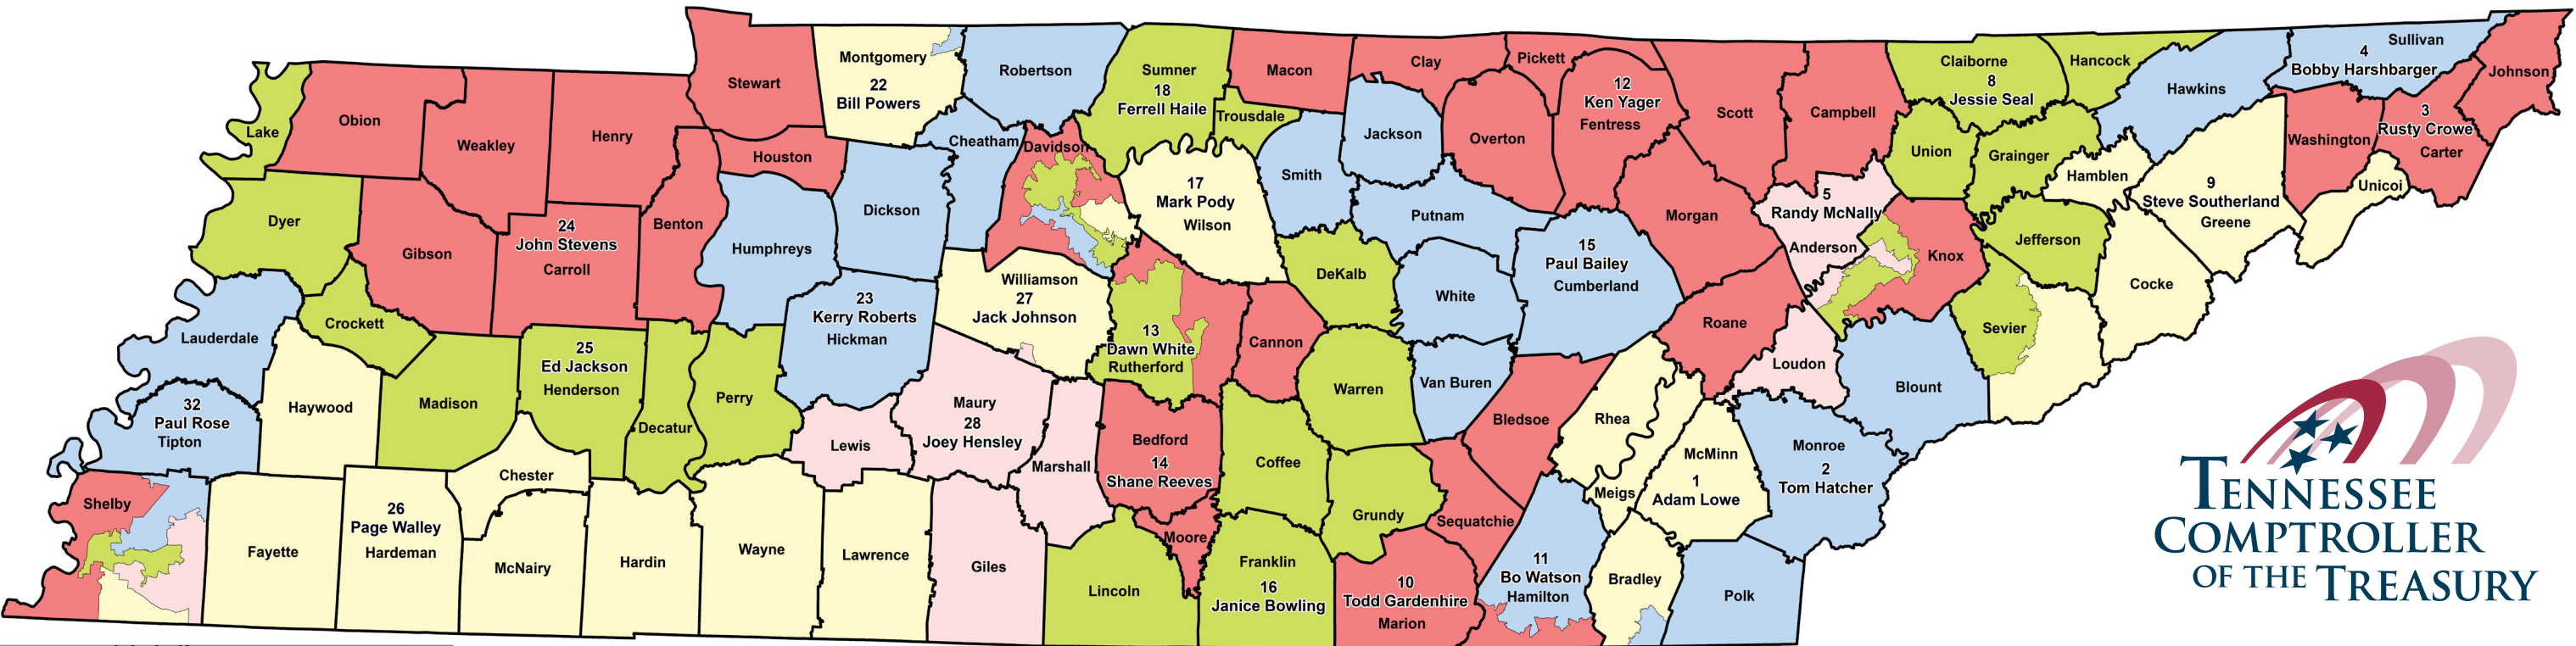 Lake
Obion
Weakley
Henry
Stewart
Montgomery
22
Bill Powers
Robertson
Sumner
18
Ferrell Haile
Trousdale
Macon
Clay
Pickett
12
Ken Yager
Fentress
Scott
Campbell
Claiborne
8
Jessie Seal
Hancock
Hawkins
Sullivan
4
Bobby Harshbarger
Johnson
3
Rusty Crowe
Carter
Washington
Unicoi
Dyer
Gibson
24
John Stevens
Carroll
Benton
Houston
Humphreys
Dickson
Cheatham
Davidson
17
Mark Pody
Wilson
Smith
Jackson
Overton
Putnam
Morgan
5
Randy McNally
Anderson
Union
Grainger
Hamblen
9
Steve Southerland
Greene
Knox
Jefferson
Cocke
Sevier
Lauderdale
Crockett
Haywood
Madison
25
Ed Jackson
Henderson
Decatur
Perry
23
Kerry Roberts
Hickman
Williamson
27
Jack Johnson
13
Dawn White
Rutherford
Cannon
DeKalb
White
15
Paul Bailey
Cumberland
Roane
Loudon
Blount
32
Paul Rose
Tipton
Chester
Lewis
Maury
28
Joey Hensley
Marshall
Bedford
14
Shane Reeves
Coffee
Warren
Van Buren
Bledsoe
Rhea
Meigs
McMinn
1
Adam Lowe
Monroe
2
Tom Hatcher
Shelby
Fayette
26
Page Walley
Hardeman
McNairy
Hardin
Wayne
Lawrence
Giles
Lincoln
Moore
Franklin
16
Janice Bowling
Grundy
Sequatchie
10
Todd Gardenhire
Marion
11
Bo Watson
Hamilton
Bradley
Polk
TENNESSEE
COMPTROLLER
OF THE TREASURY